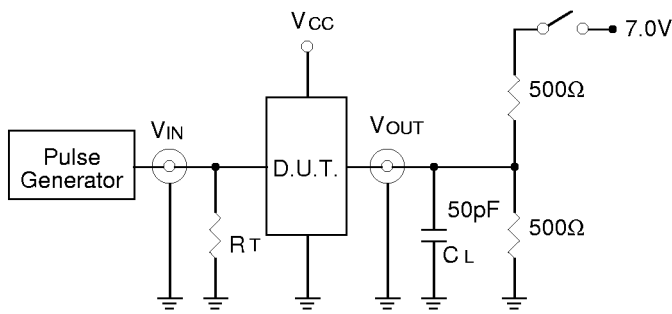 VCC
7.0V
500Ω
VIN
VOUT
Pulse
Generator
D.U.T.
50pF
500Ω
RT
CL